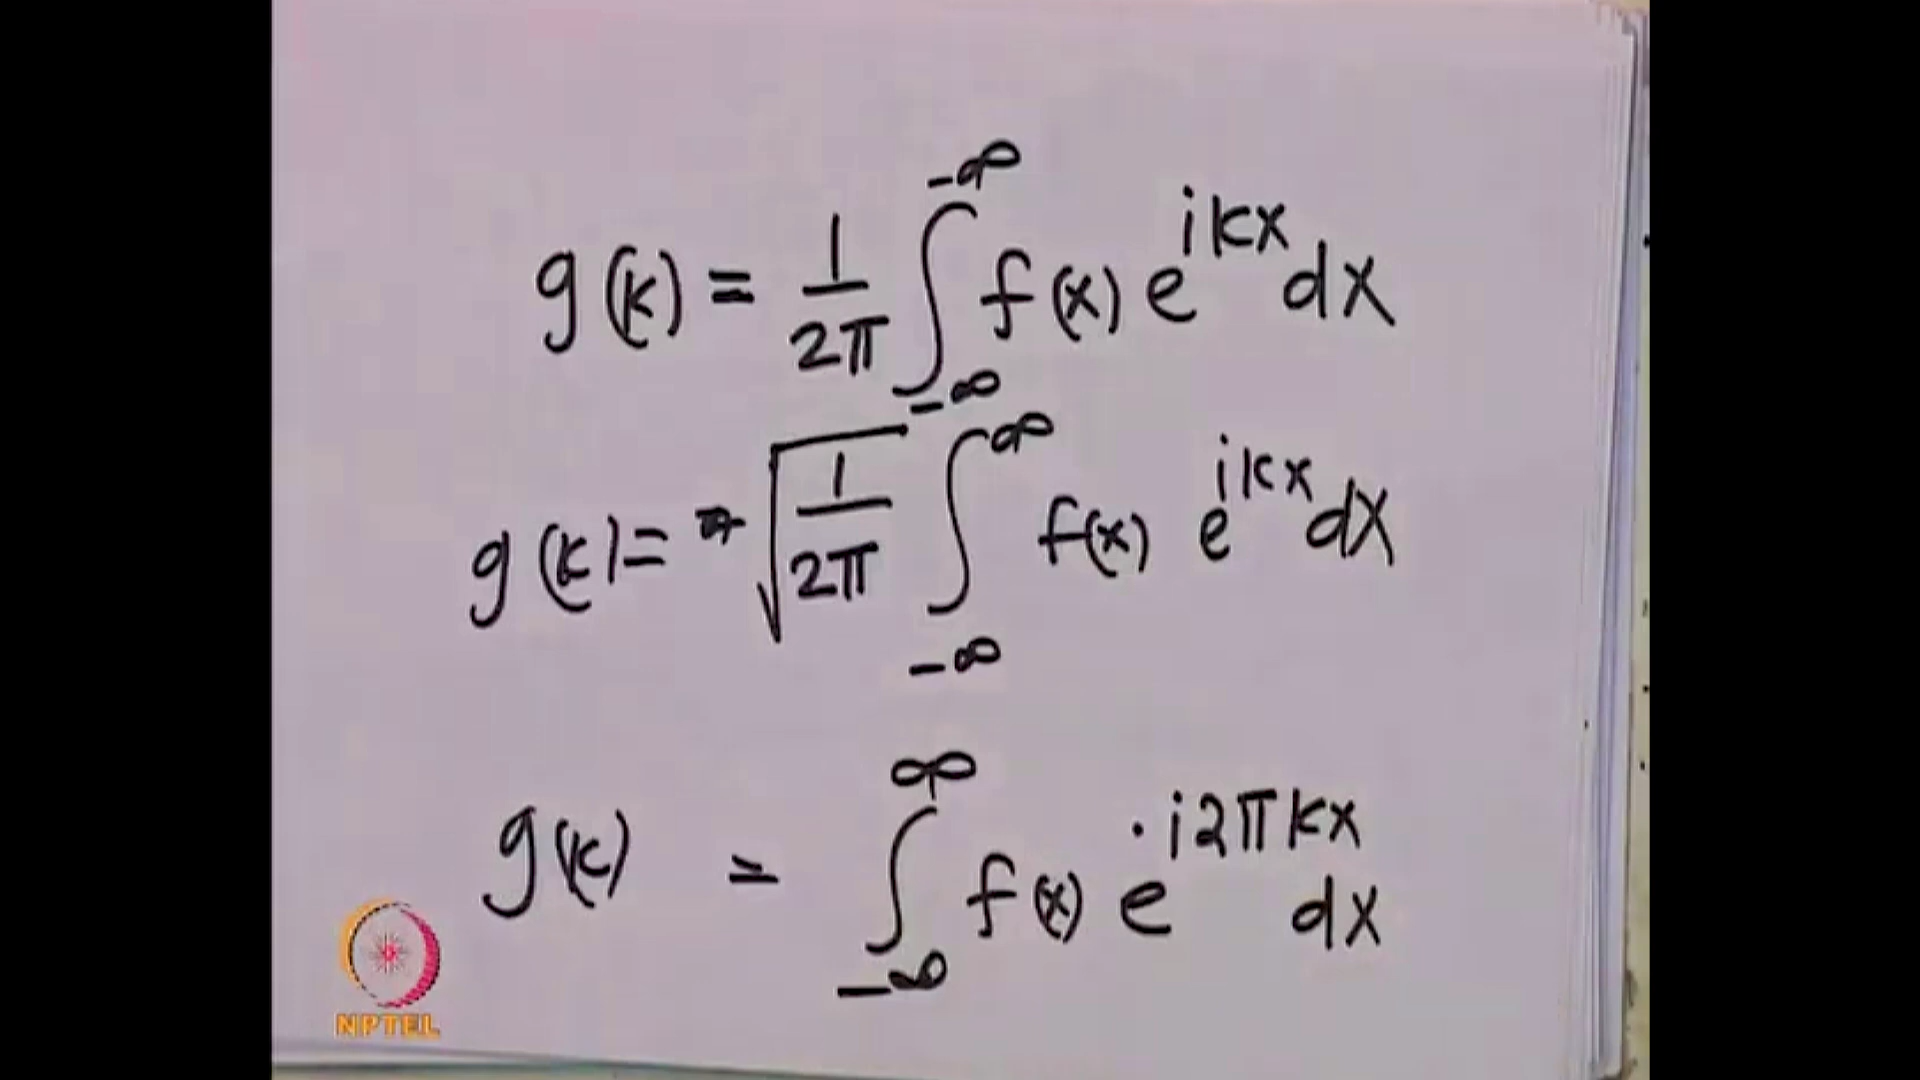 g(k) = 1/2π ∫_{-∞}^{-∞} f(x) e^{ikx} dx
g(k) = √(1/2π) ∫_{-∞}^{∞} f(x) e^{ikx} dx
g(k) = ∫_{-∞}^{∞} f(x) e^{i2πkx} dx
NPTEL